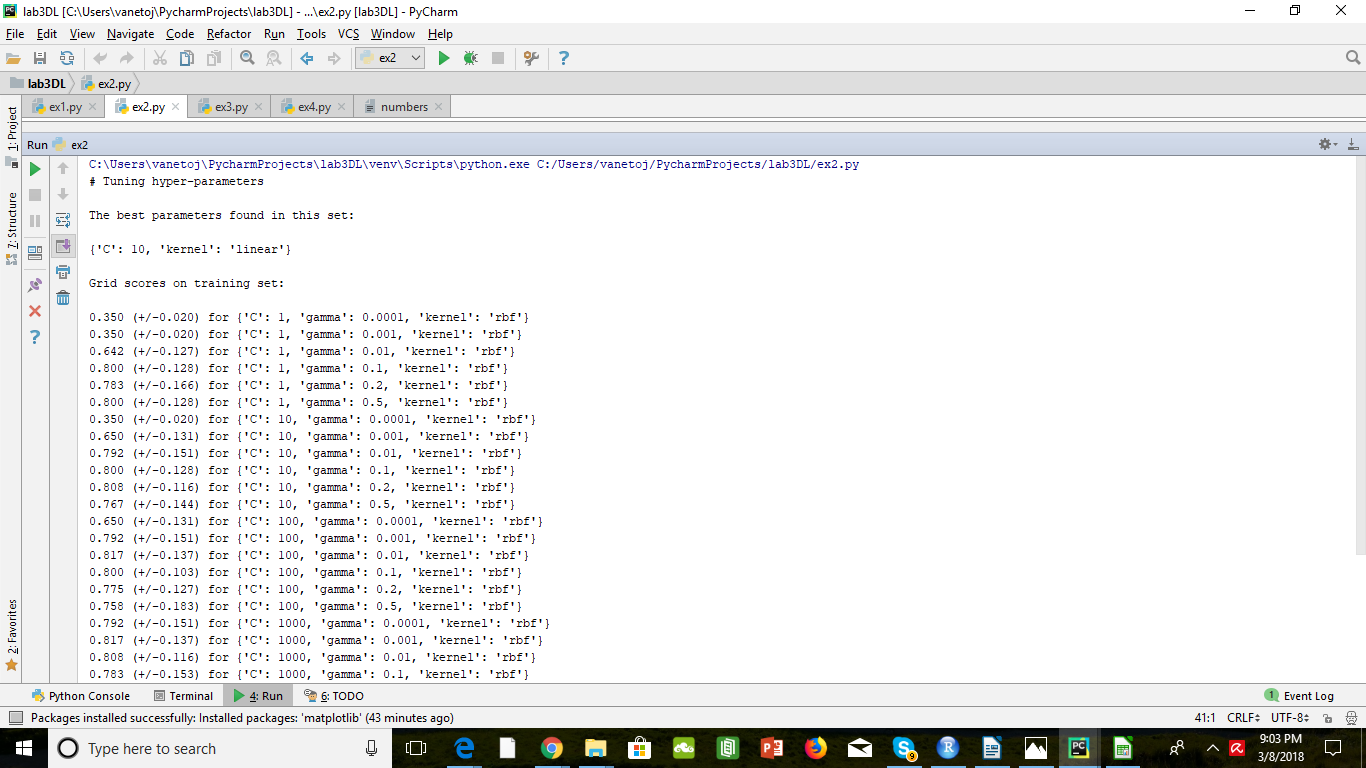 lab3DL [C:\Users\vanetoj\PycharmProjects\lab3DL] - ...\ex2.py [lab3DL] - PyCharm
File Edit View Navigate Code Refactor Run Tools VCS Window Help
ex2
lab3DL ex2.py
ex1.py ex2.py ex3.py ex4.py numbers
1: Project
7: Structure
2: Favorites
Run ex2
C:\Users\vanetoj\PycharmProjects\lab3DL\venv\Scripts\python.exe C:/Users/vanetoj/PycharmProjects/lab3DL/ex2.py
# Tuning hyper-parameters
The best parameters found in this set:
{'C': 10, 'kernel': 'linear'}
Grid scores on training set:
0.350 (+/-0.020) for {'C': 1, 'gamma': 0.0001, 'kernel': 'rbf'}
0.350 (+/-0.020) for {'C': 1, 'gamma': 0.001, 'kernel': 'rbf'}
0.642 (+/-0.127) for {'C': 1, 'gamma': 0.01, 'kernel': 'rbf'}
0.800 (+/-0.128) for {'C': 1, 'gamma': 0.1, 'kernel': 'rbf'}
0.783 (+/-0.166) for {'C': 1, 'gamma': 0.2, 'kernel': 'rbf'}
0.800 (+/-0.128) for {'C': 1, 'gamma': 0.5, 'kernel': 'rbf'}
0.350 (+/-0.020) for {'C': 10, 'gamma': 0.0001, 'kernel': 'rbf'}
0.650 (+/-0.131) for {'C': 10, 'gamma': 0.001, 'kernel': 'rbf'}
0.792 (+/-0.151) for {'C': 10, 'gamma': 0.01, 'kernel': 'rbf'}
0.800 (+/-0.128) for {'C': 10, 'gamma': 0.1, 'kernel': 'rbf'}
0.808 (+/-0.116) for {'C': 10, 'gamma': 0.2, 'kernel': 'rbf'}
0.767 (+/-0.144) for {'C': 10, 'gamma': 0.5, 'kernel': 'rbf'}
0.650 (+/-0.131) for {'C': 100, 'gamma': 0.0001, 'kernel': 'rbf'}
0.792 (+/-0.151) for {'C': 100, 'gamma': 0.001, 'kernel': 'rbf'}
0.817 (+/-0.137) for {'C': 100, 'gamma': 0.01, 'kernel': 'rbf'}
0.800 (+/-0.103) for {'C': 100, 'gamma': 0.1, 'kernel': 'rbf'}
0.775 (+/-0.127) for {'C': 100, 'gamma': 0.2, 'kernel': 'rbf'}
0.758 (+/-0.183) for {'C': 100, 'gamma': 0.5, 'kernel': 'rbf'}
0.792 (+/-0.151) for {'C': 1000, 'gamma': 0.0001, 'kernel': 'rbf'}
0.817 (+/-0.137) for {'C': 1000, 'gamma': 0.001, 'kernel': 'rbf'}
0.808 (+/-0.116) for {'C': 1000, 'gamma': 0.01, 'kernel': 'rbf'}
0.783 (+/-0.153) for {'C': 1000, 'gamma': 0.1, 'kernel': 'rbf'}
Python Console Terminal 4: Run 6: TODO 1 Event Log
Packages installed successfully: Installed packages: 'matplotlib' (43 minutes ago) 41:1 CRLF UTF-8
Type here to search 9:03 PM
3/8/2018